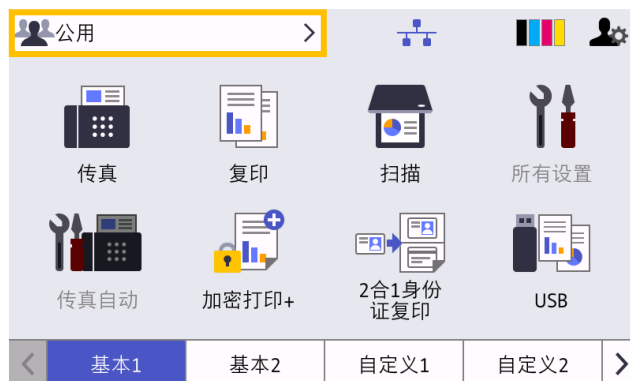 公用
传真
复印
扫描
所有设置
传真自动
加密打印+
2合1身份
证复印
USB
基本1
基本2
自定义1
自定义2